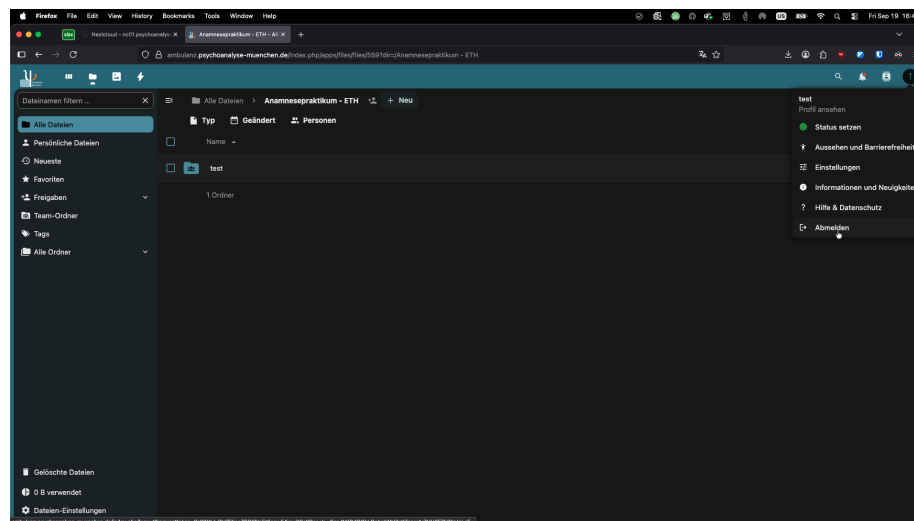 Firefox File Edit View History Bookmarks Tools Window Help
US Fri Sep 19 16:4
sbx Nextcloud - nc01.psychoanalys: × Anamnesepraktikum - ETH - All × +
ambulanz.psychoanalyse-muenchen.de/index.php/apps/files/files/559?dir=/Anamnesepraktikum - ETH
Dateinamen filtern ... ×
Alle Dateien > Anamnesepraktikum - ETH + Neu
Typ Geändert Personen
Name
test
1 Ordner
Alle Dateien
Persönliche Dateien
Neueste
Favoriten
Freigaben
Team-Ordner
Tags
Alle Ordner
Gelöschte Dateien
0 B verwendet
Dateien-Einstellungen
T
test
Profil ansehen
Status setzen
Aussehen und Barrierefreiheit
Einstellungen
Informationen und Neuigkeite
? Hilfe & Datenschutz
Abmelden